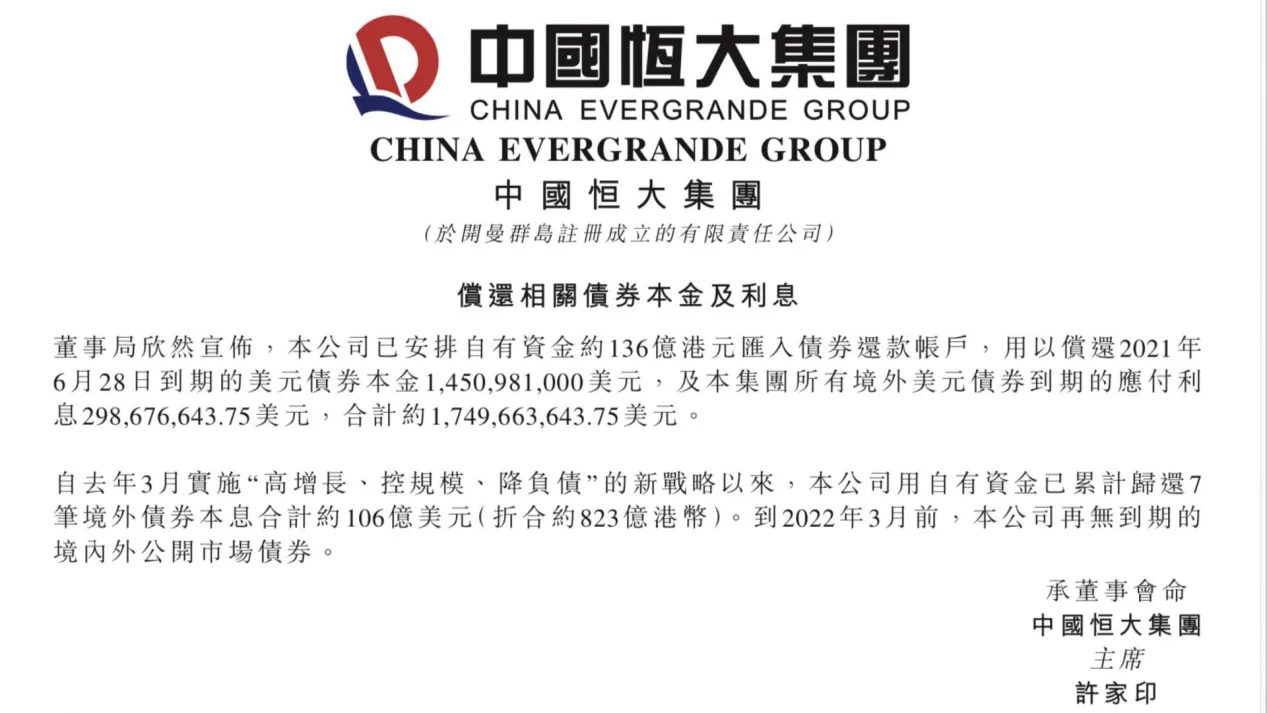 中國恆大集團
CHINA EVERGRANDE GROUP
CHINA EVERGRANDE GROUP
中國恒大集團
(於開曼群島註冊成立的有限責任公司)
償還相關債券本金及利息
董事局欣然宣佈，本公司已安排自有資金約136億港元匯入債券還款帳戶，用以償還2021年
6月28日到期的美元債券本金1,450,981,000美元，及本集團所有境外美元債券到期的應付利
息298,676,643.75美元，合計約1,749,663,643.75美元。
自去年3月實施“高增長、控規模、降負債”的新戰略以來，本公司用自有資金已累計歸還7
筆境外債券本息合計約106億美元(折合約823億港幣)。到2022年3月前，本公司再無到期的
境內外公開市場債券。
承董事會命
中國恒大集團
主席
許家印